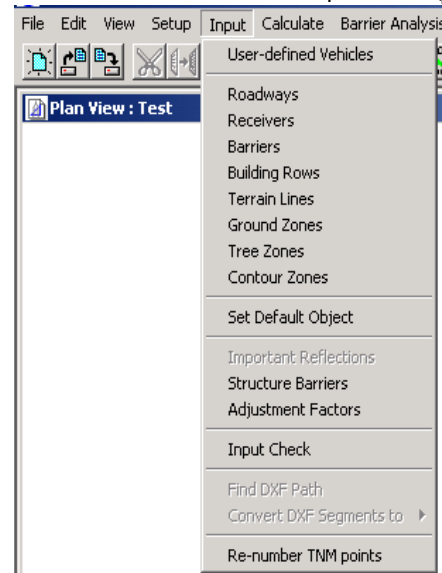 File Edit View Setup Input Calculate Barrier Analysis
User-defined Vehicles
Plan View : Test
Roadways
Receivers
Barriers
Building Rows
Terrain Lines
Ground Zones
Tree Zones
Contour Zones
Set Default Object
Important Reflections
Structure Barriers
Adjustment Factors
Input Check
Find DXF Path
Convert DXF Segments to
Re-number TNM points